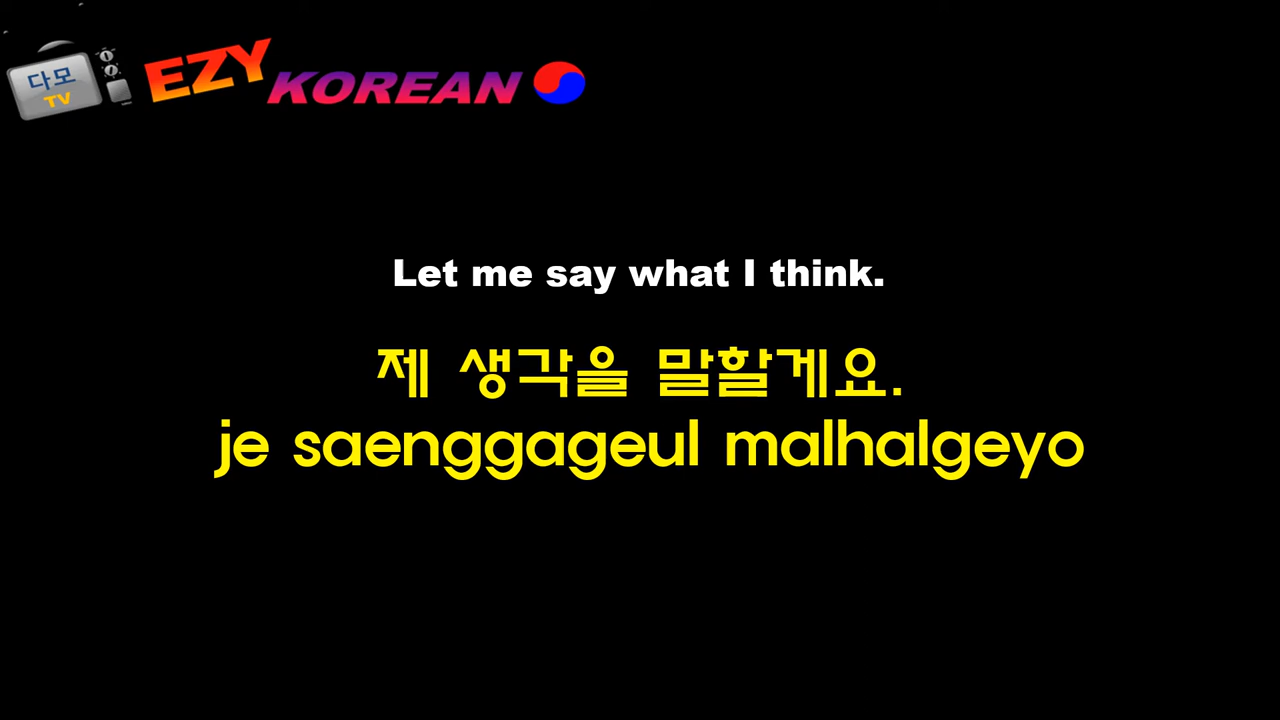 다모
TV
EZY
KOREAN
Let me say what I think.
제 생각을 말할게요.
je saenggageul malhalgeyo